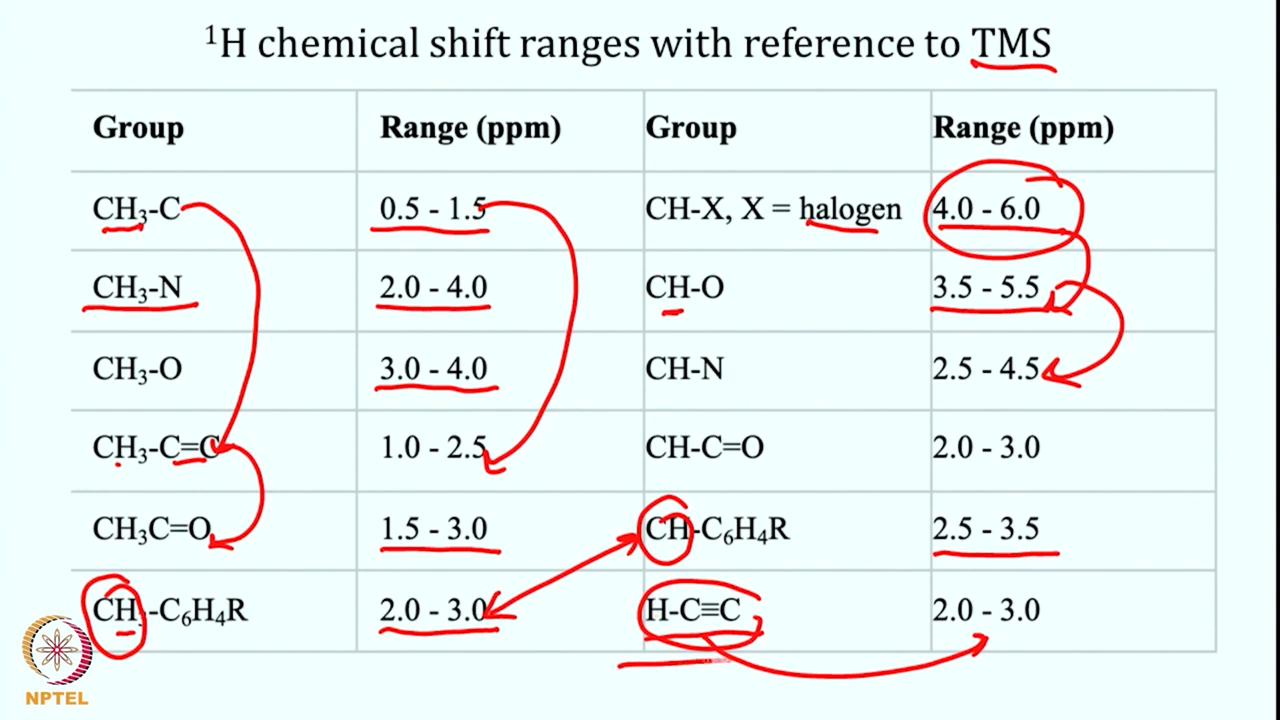 ¹H chemical shift ranges with reference to TMS
Group Range (ppm) Group Range (ppm)
CH₃-C 0.5 - 1.5 CH-X, X = halogen 4.0 - 6.0
CH₃-N 2.0 - 4.0 CH-O 3.5 - 5.5
CH₃-O 3.0 - 4.0 CH-N 2.5 - 4.5
CH₃-C=C 1.0 - 2.5 CH-C=O 2.0 - 3.0
CH₃C=O 1.5 - 3.0 CH-C₆H₄R 2.5 - 3.5
CH₃-C₆H₄R 2.0 - 3.0 H-C≡C 2.0 - 3.0
NPTEL